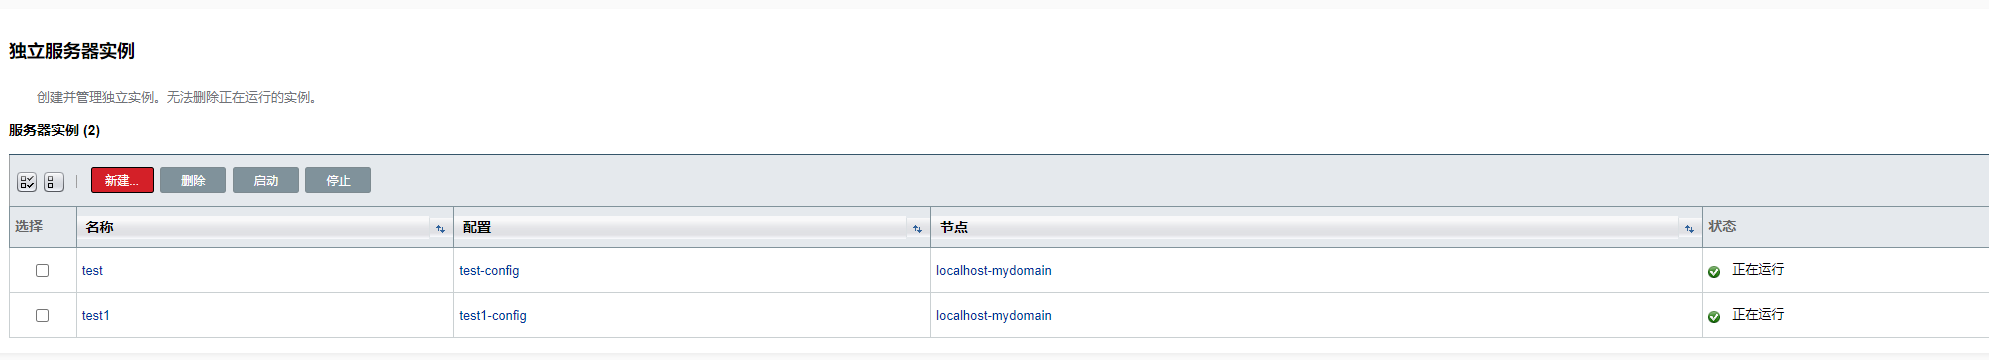 独立服务器实例
创建并管理独立实例。无法删除正在运行的实例。
服务器实例 (2)
新建... 删除 启动 停止
选择 名称 配置 节点 状态
test test-config localhost-mydomain 正在运行
test1 test1-config localhost-mydomain 正在运行